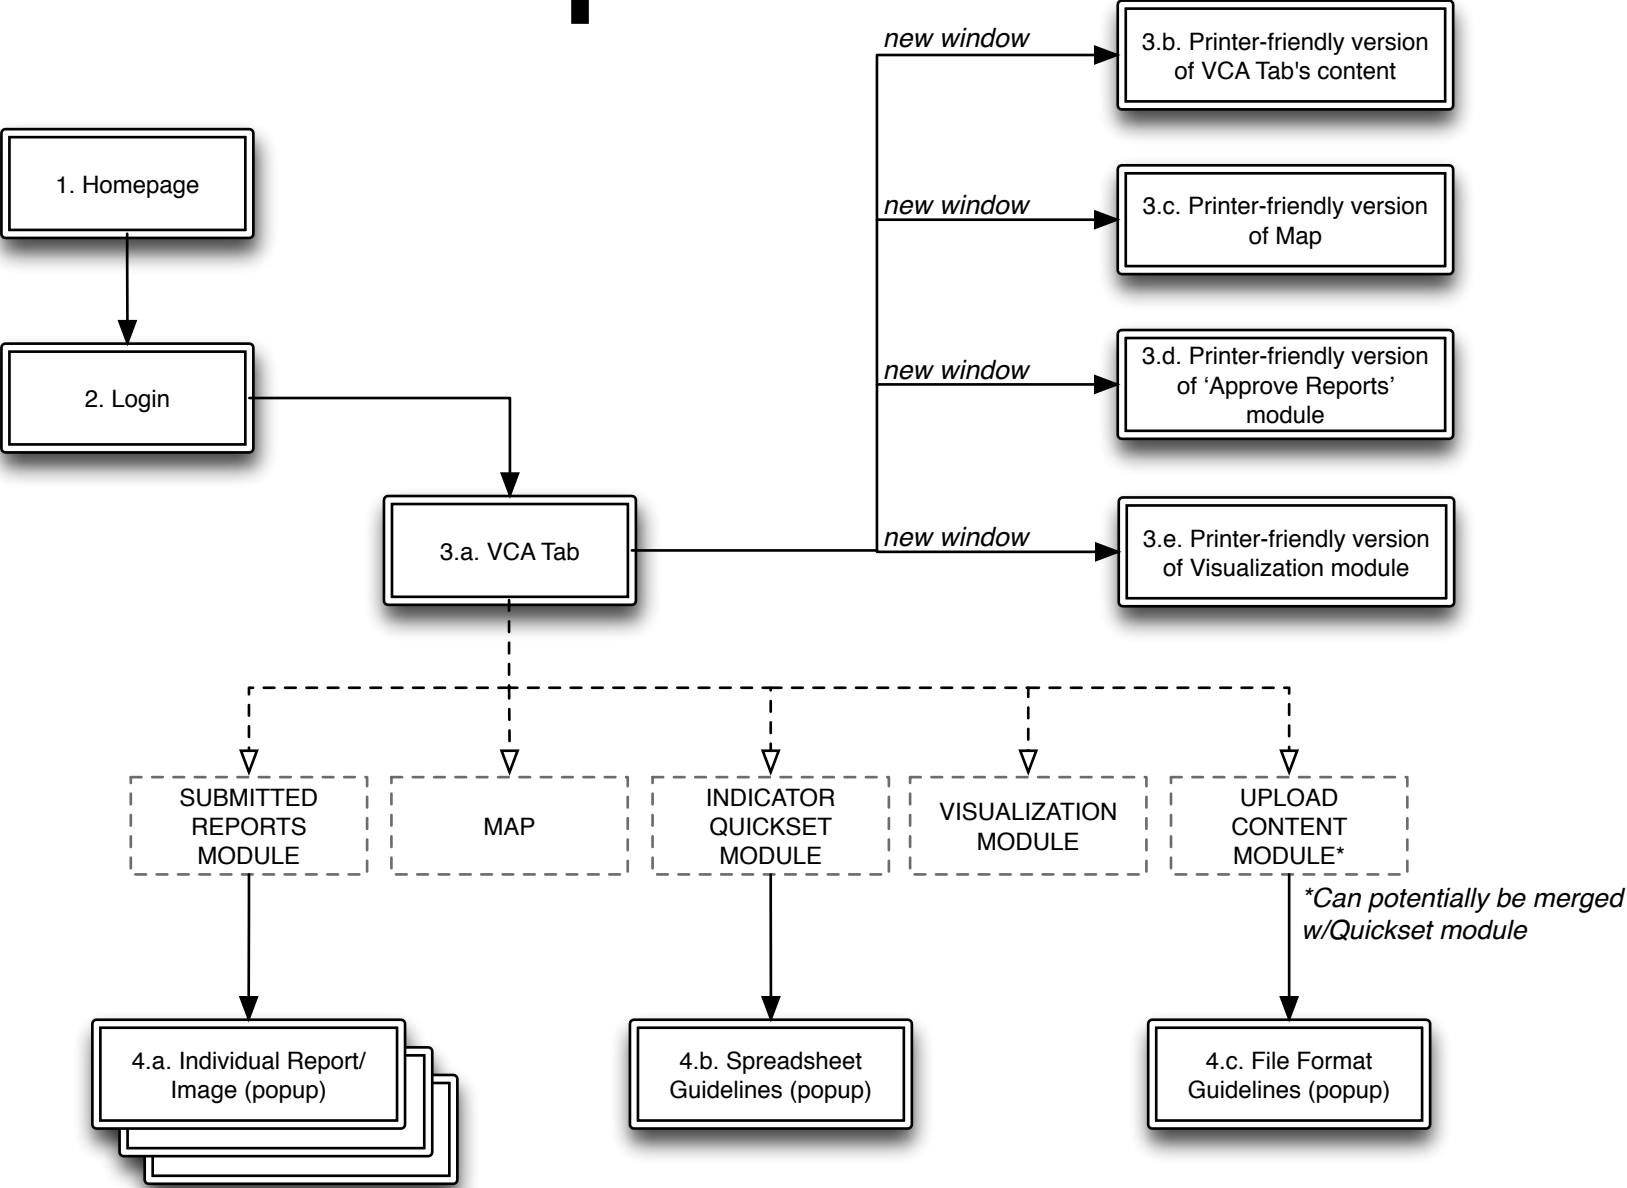 new window
3.b. Printer-friendly version
of VCA Tab's content
1. Homepage
new window
3.c. Printer-friendly version
of Map
2. Login
new window
3.d. Printer-friendly version
of ‘Approve Reports’
module
3.a. VCA Tab
new window
3.e. Printer-friendly version
of Visualization module
SUBMITTED
REPORTS
MODULE
MAP
INDICATOR
QUICKSET
MODULE
VISUALIZATION
MODULE
UPLOAD
CONTENT
MODULE*
*Can potentially be merged
w/Quickset module
4.a. Individual Report/
Image (popup)
4.b. Spreadsheet
Guidelines (popup)
4.c. File Format
Guidelines (popup)